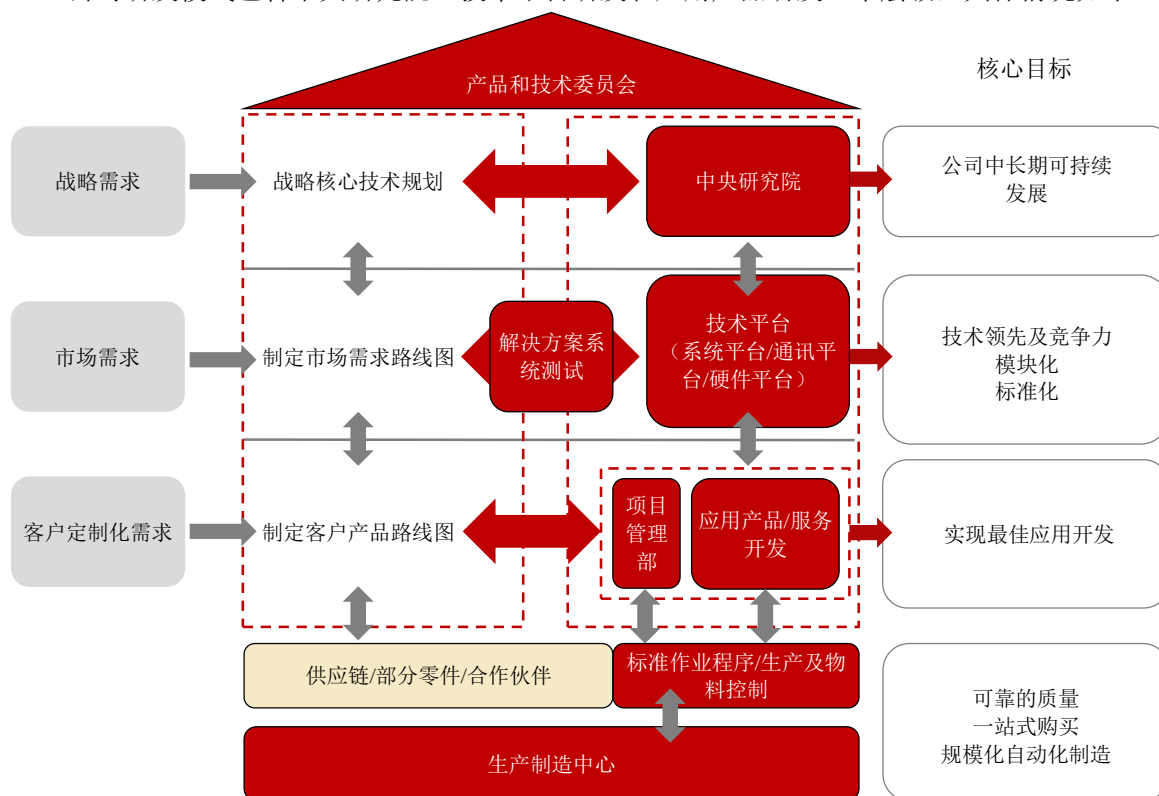 产品和技术委员会
核心目标
战略需求
战略核心技术规划
中央研究院
公司中长期可持续
发展
市场需求
制定市场需求路线图
解决方案系
统测试
技术平台
（系统平台/通讯平
台/硬件平台）
技术领先及竞争力
模块化
标准化
客户定制化需求
制定客户产品路线图
项目
管理
部
应用产品/服务
开发
实现最佳应用开发
供应链/部分零件/合作伙伴
标准作业程序/生产及物
料控制
可靠的质量
一站式购买
规模化自动化制造
生产制造中心